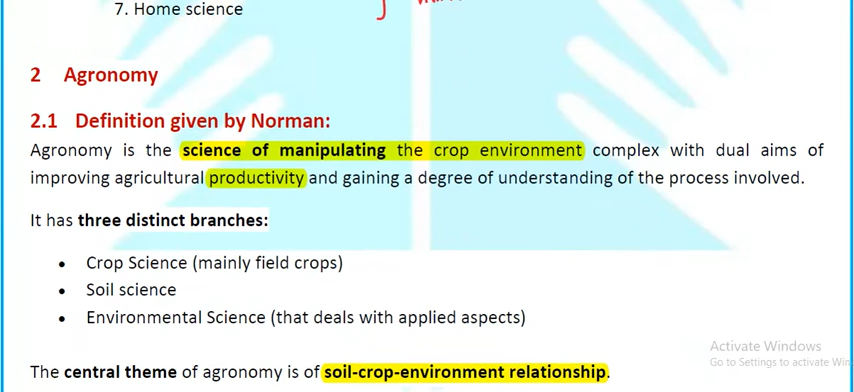 7. Home science
2 Agronomy
2.1 Definition given by Norman:
Agronomy is the science of manipulating the crop environment complex with dual aims of
improving agricultural productivity and gaining a degree of understanding of the process involved.
It has three distinct branches:
• Crop Science (mainly field crops)
• Soil science
• Environmental Science (that deals with applied aspects)
The central theme of agronomy is of soil-crop-environment relationship.
Activate Windows
Go to Settings to activate Win